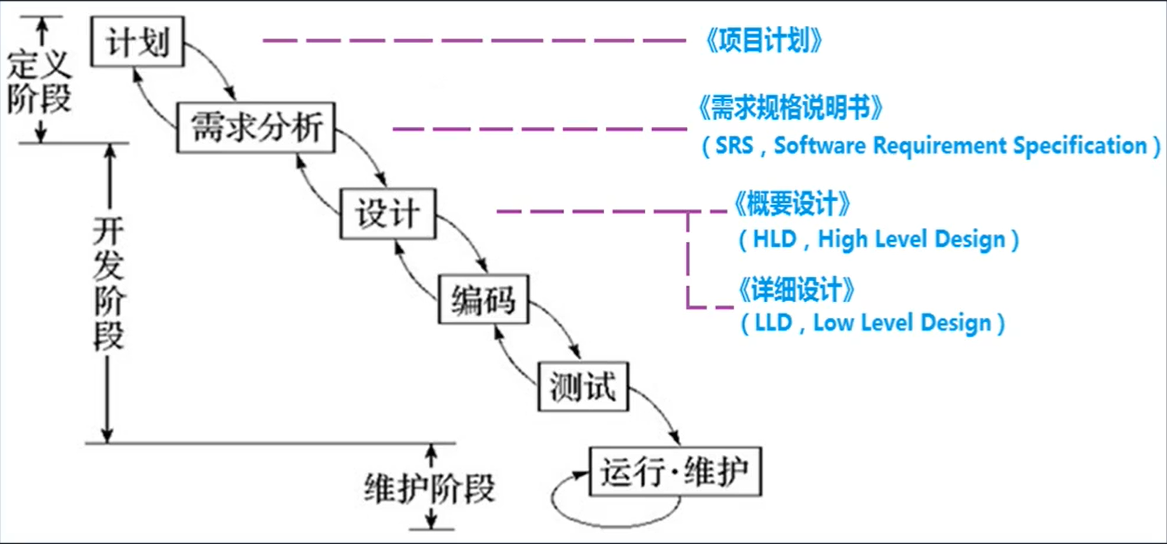 计划
《项目计划》
定义
阶段
需求分析
《需求规格说明书》
（SRS，Software Requirement Specification）
设计
《概要设计》
（HLD，High Level Design）
开
发
阶
段
编码
《详细设计》
（LLD，Low Level Design）
测试
运行·维护
维护阶段